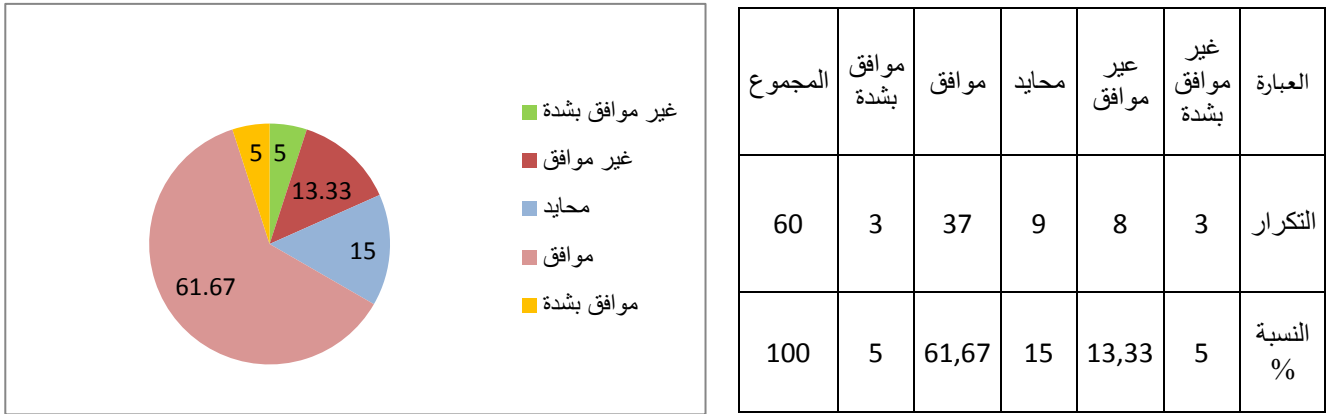 العبارة
غير
موافق
بشدة
عير
موافق
محايد
موافق
موافق
بشدة
المجموع
التكرار
3
8
9
37
3
60
النسبة
%
5
13,33
15
61,67
5
100
5
5
13.33
15
61.67
غير موافق بشدة
غير موافق
محايد
موافق
موافق بشدة